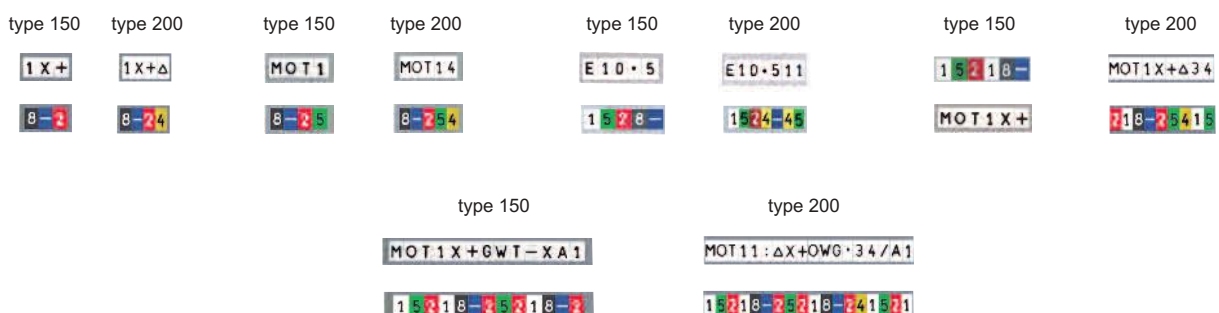 type 150 type 200 type 150 type 200 type 150 type 200 type 150 type 200
1X+ 1X+△ MOT1 MOT14 E10·5 E10·511 15218− MOT1X+△34
8−2 8−24 8−25 8−254 1528− 1524−45 MOT1X+ 218−25415
type 150 type 200
MOT1X+GWT−XA1 MOT11:△X+OWG·34/A1
15218−25218−2 15218−25218−241521